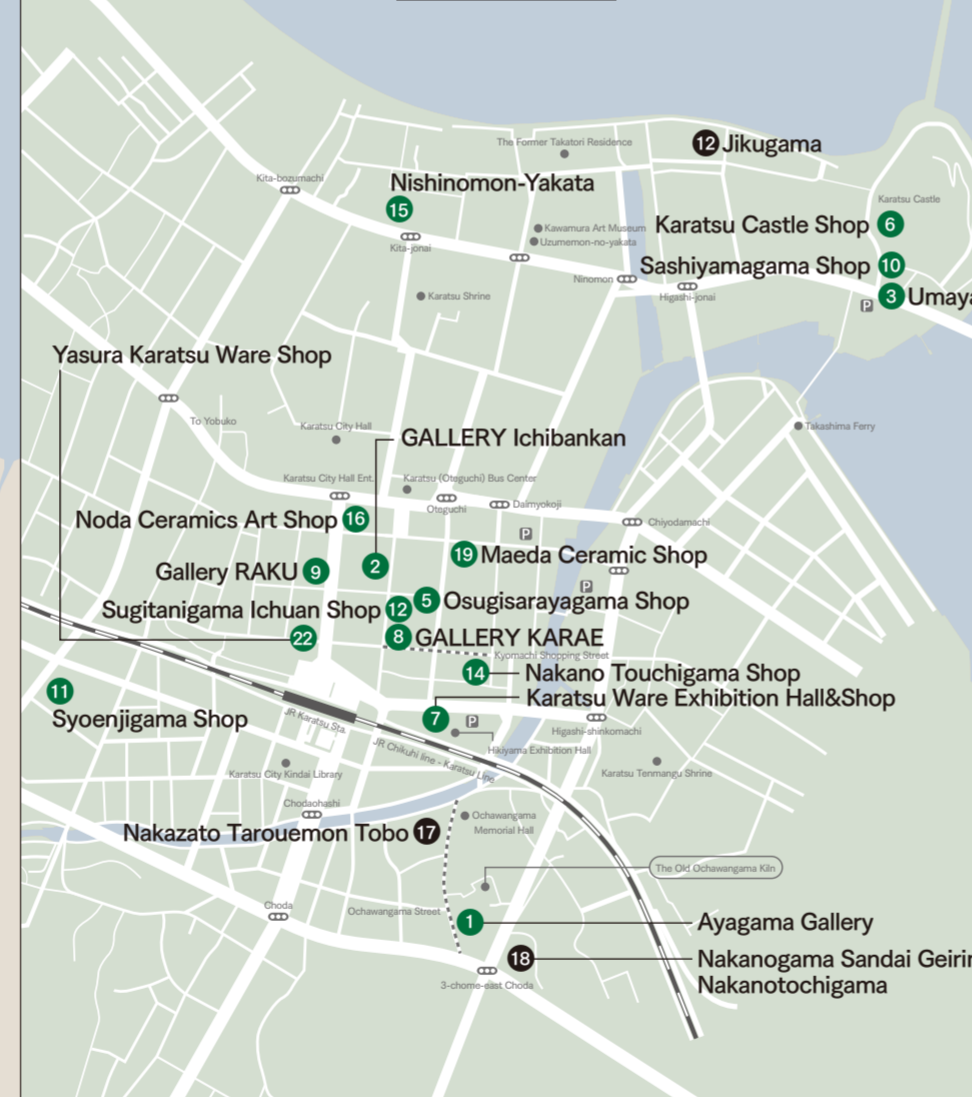 The Former Takatori Residence
12 Jikugama
Kita-bozumachi
Nishinomon-Yakata
15
Karatsu Castle
Karatsu Castle Shop 6
Kawamura Art Museum
Uzumemon-no-yakata
Kita-jonai
Sashiyamagama Shop 10
Ninomon
Higashi-jonai
Karatsu Shrine
P
3 Umaya
Yasura Karatsu Ware Shop
To Yobuko
Karatsu City Hall
Takashima Ferry
GALLERY Ichibankan
Karatsu City Hall Ent.
Karatsu (Oteguchi) Bus Center
Oteguchi
Daimyokoji
Noda Ceramics Art Shop 16
Chiyodamachi
P
19 Maeda Ceramic Shop
Gallery RAKU 9
2
P
Sugitanigama Ichuan Shop 12
5 Osugisarayagama Shop
22
8 GALLERY KARAE
Kyomachi Shopping Street
14 Nakano Touchigama Shop
11
Karatsu Ware Exhibition Hall&Shop
Syoenjigama Shop
7
P
JR Karatsu Sta.
Higashi-shinkomachi
JR Chikuhi line - Karatsu Line
Hikiyama Exhibition Hall
Karatsu City Kindai Library
Karatsu Tenmangu Shrine
Chodaohashi
Ochawangama
Memorial Hall
Nakazato Tarouemon Tobo 17
The Old Ochawangama Kiln
Choda
Ochawangama Street
1
Ayagama Gallery
18
Nakanogama Sandai Geirin
Nakanotochigama
3-chome-east Choda